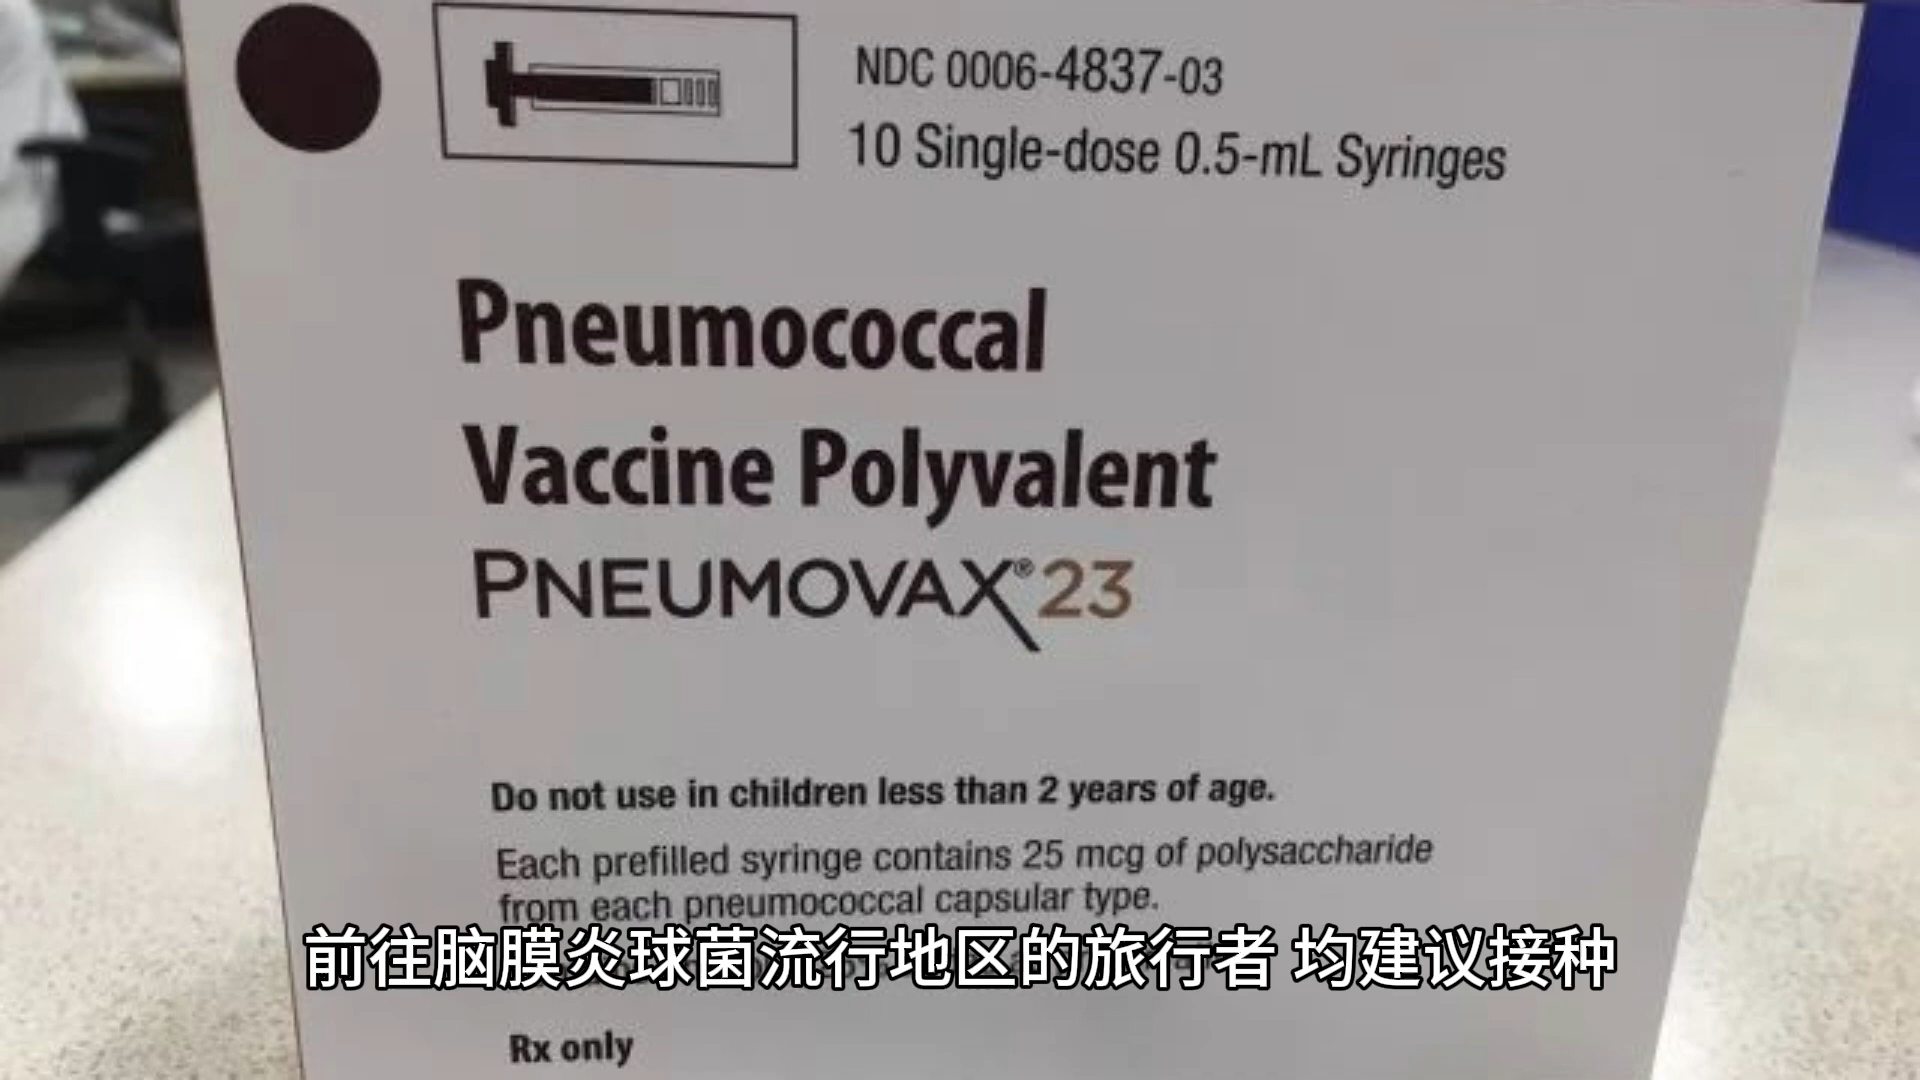 NDC 0006-4837-03
10 Single-dose 0.5-mL Syringes
Pneumococcal
Vaccine Polyvalent
PNEUMOVAX®23
Do not use in children less than 2 years of age.
Each prefilled syringe contains 25 mcg of polysaccharide
from each pneumococcal capsular type.
前往脑膜炎球菌流行地区的旅行者 均建议接种
Rx only